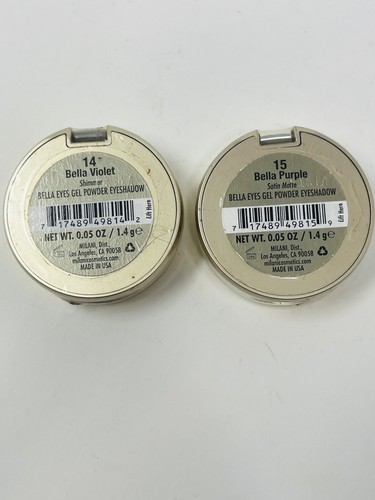 14
Bella Violet
Shimmer
BELLA EYES GEL POWDER EYESHADOW
7 17489 49814 2
Lift Here
NET WT. 0.05 OZ / 1.4 g e
MILANI, Dist.
Los Angeles, CA 90058
milanicosmetics.com
MADE IN USA
15
Bella Purple
Satin Matte
BELLA EYES GEL POWDER EYESHADOW
7 17489 49815 9
Lift Here
NET WT. 0.05 OZ / 1.4 g e
MILANI, Dist.
Los Angeles, CA 90058
milanicosmetics.com
MADE IN USA